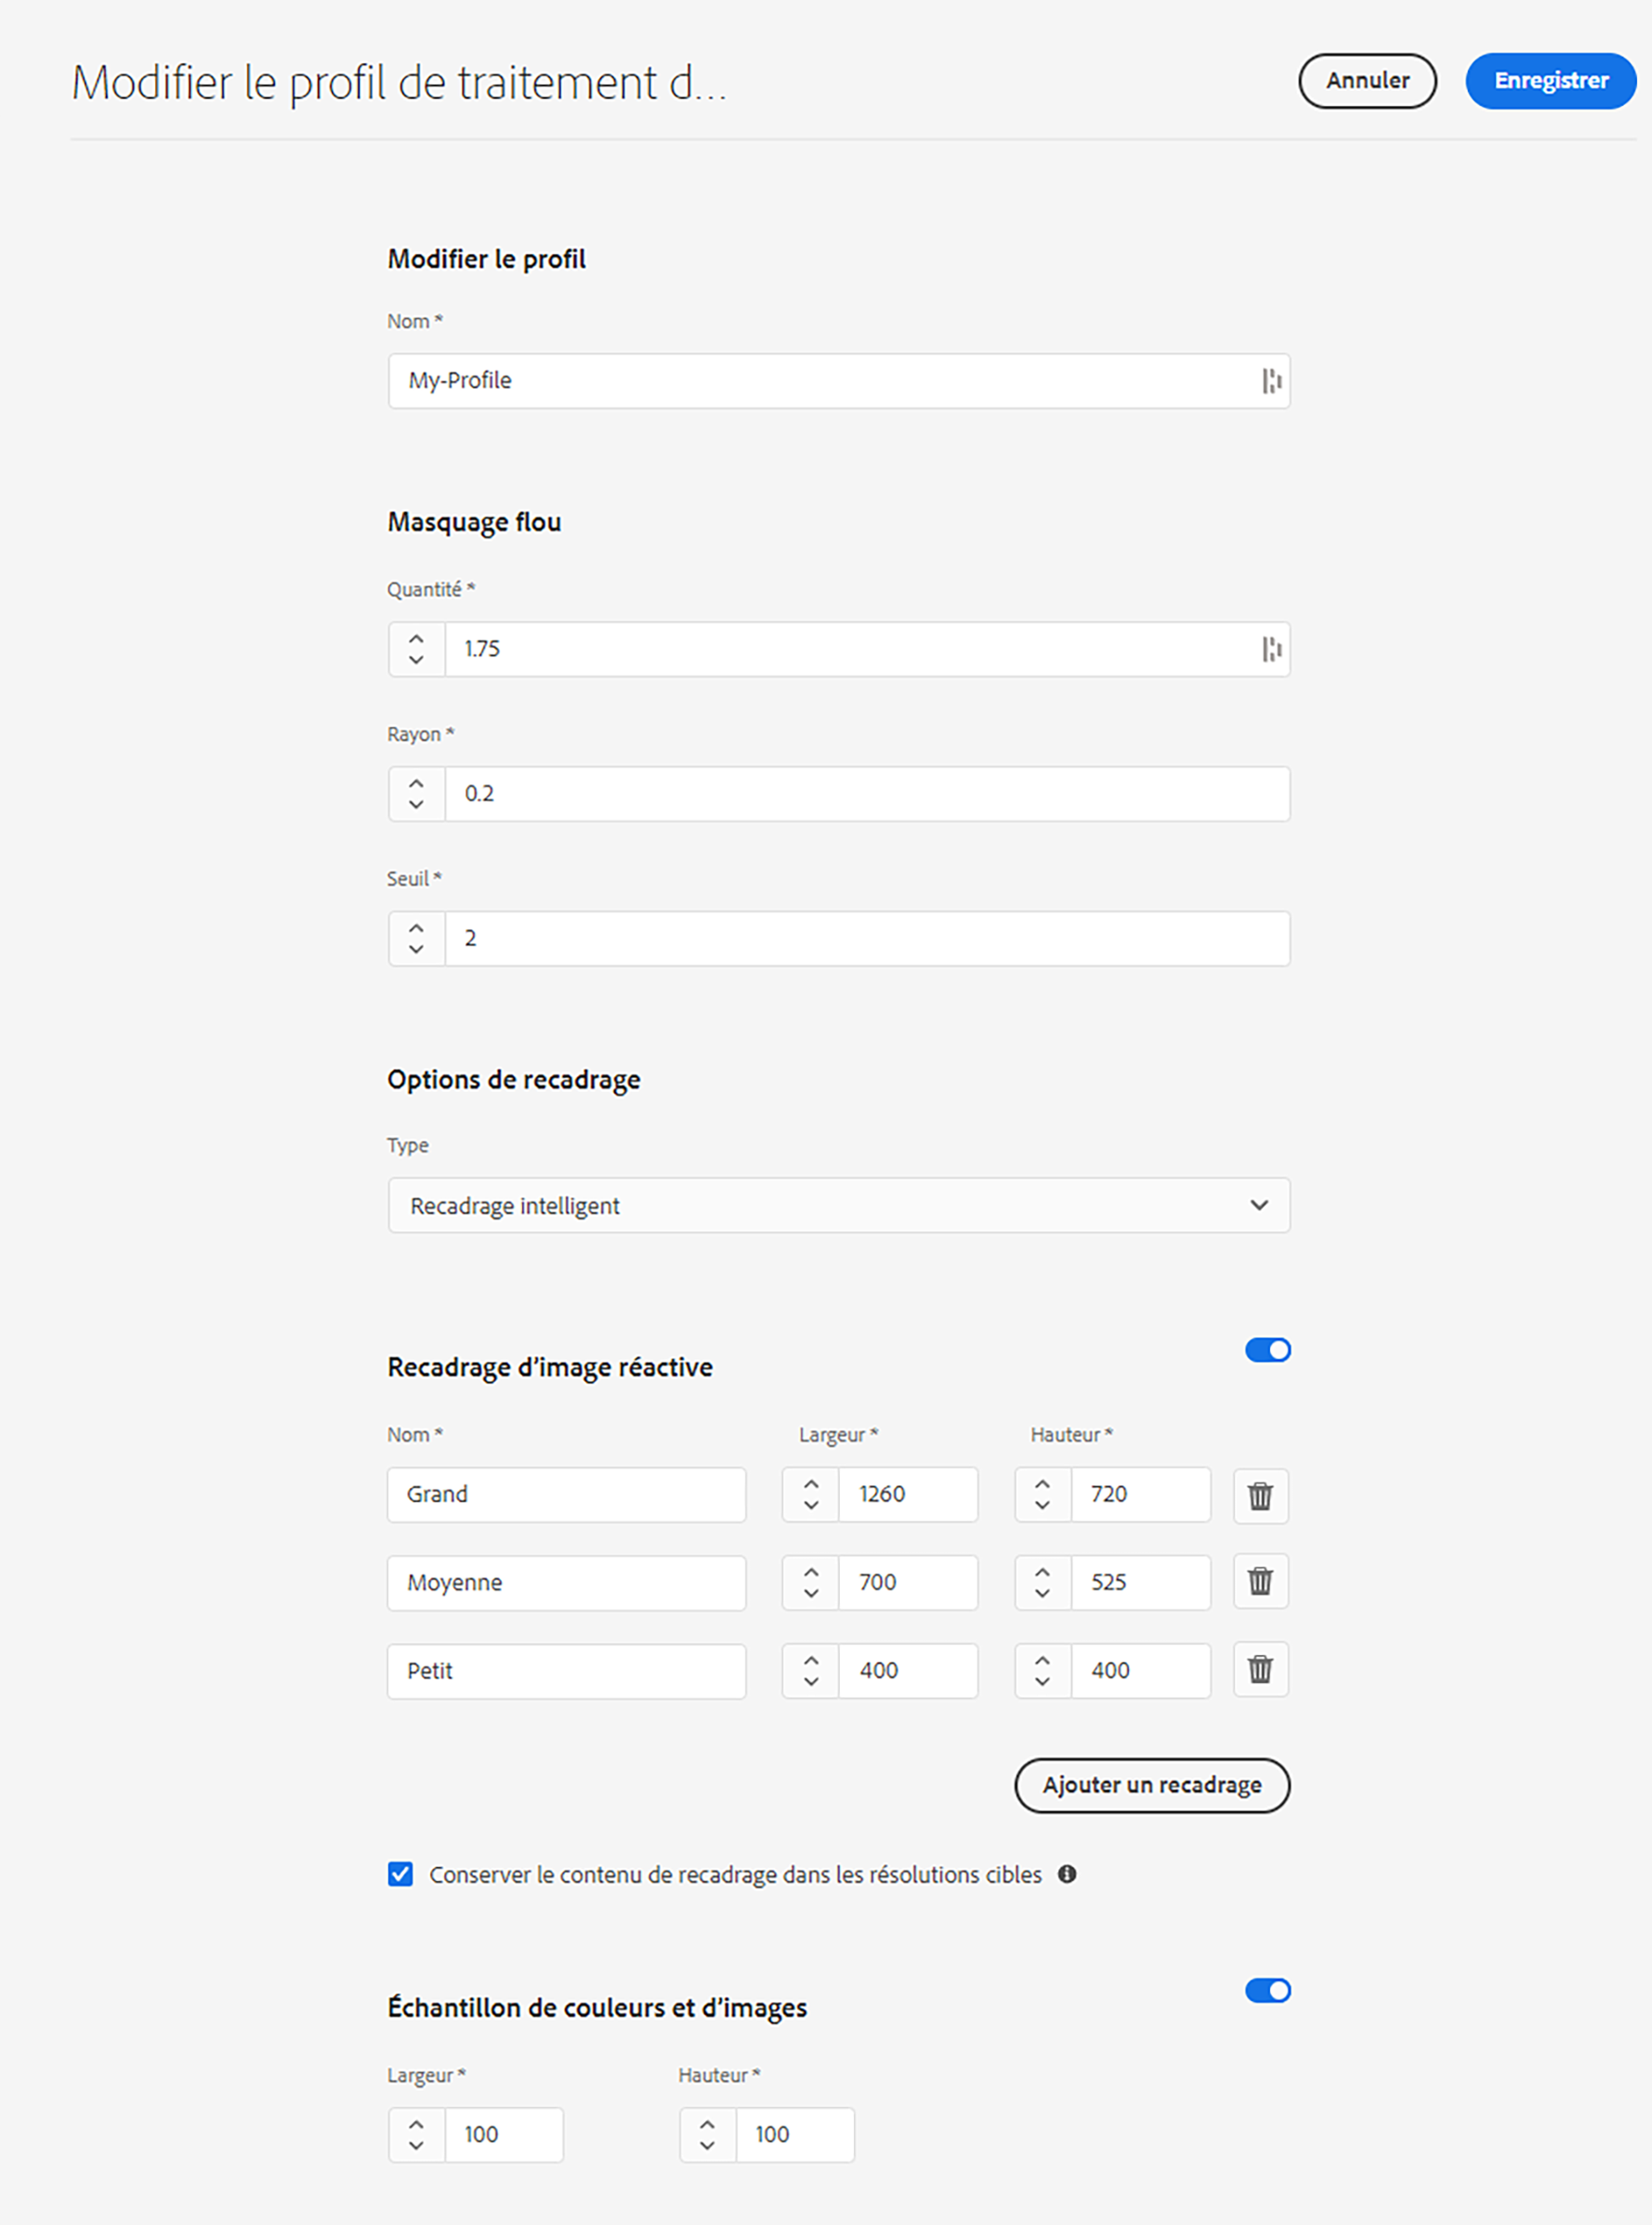 Modifier le profil de traitement d...
Annuler
Enregistrer
Modifier le profil
Nom *
My-Profile
Masquage flou
Quantité *
1.75
Rayon *
0.2
Seuil *
2
Options de recadrage
Type
Recadrage intelligent
Recadrage d’image réactive
Nom * Largeur * Hauteur *
Grand 1260 720
Moyenne 700 525
Petit 400 400
Ajouter un recadrage
Conserver le contenu de recadrage dans les résolutions cibles
Échantillon de couleurs et d’images
Largeur * Hauteur *
100 100